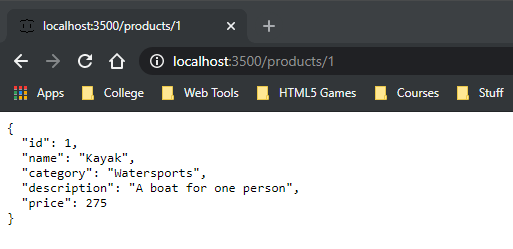 localhost:3500/products/1
localhost:3500/products/1
Apps College Web Tools HTML5 Games Courses Stuff
{
  "id": 1,
  "name": "Kayak",
  "category": "Watersports",
  "description": "A boat for one person",
  "price": 275
}